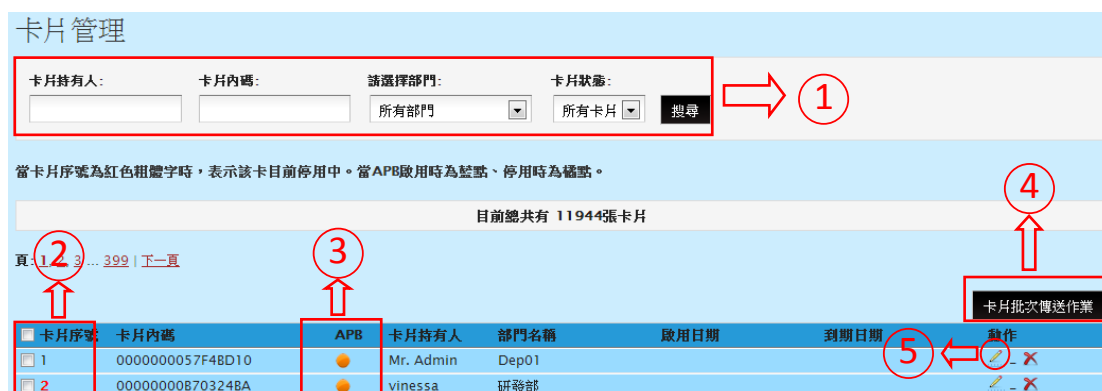 卡片管理
卡片持有人: 卡片內碼: 請選擇部門: 卡片狀態:
所有部門 所有卡片 搜尋
1
當卡片序號為紅色粗體字時，表示該卡目前停用中。當APB啟用時為藍點、停用時為橘點。
4
目前總共有 11944張卡片
2 3
頁: 1, 2, 3 ... 399 | 下一頁
卡片批次傳送作業
卡片序號 卡片內碼 APB 卡片持有人 部門名稱 啟用日期 到期日期 動作
5
1 0000000057F4BD10 Mr. Admin Dep01 -
2 00000000B70324BA vinessa 研發部 -